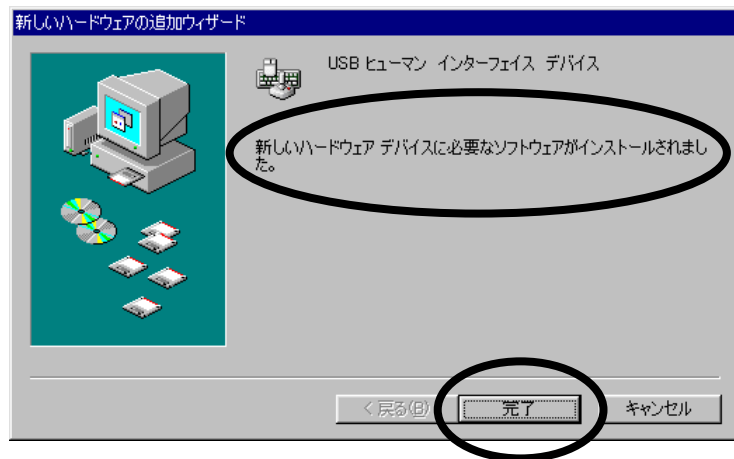 新しいハードウェアの追加ウィザード
USB ヒューマン インターフェイス デバイス
新しいハードウェア デバイスに必要なソフトウェアがインストールされまし
た。
< 戻る(B)
完了
キャンセル